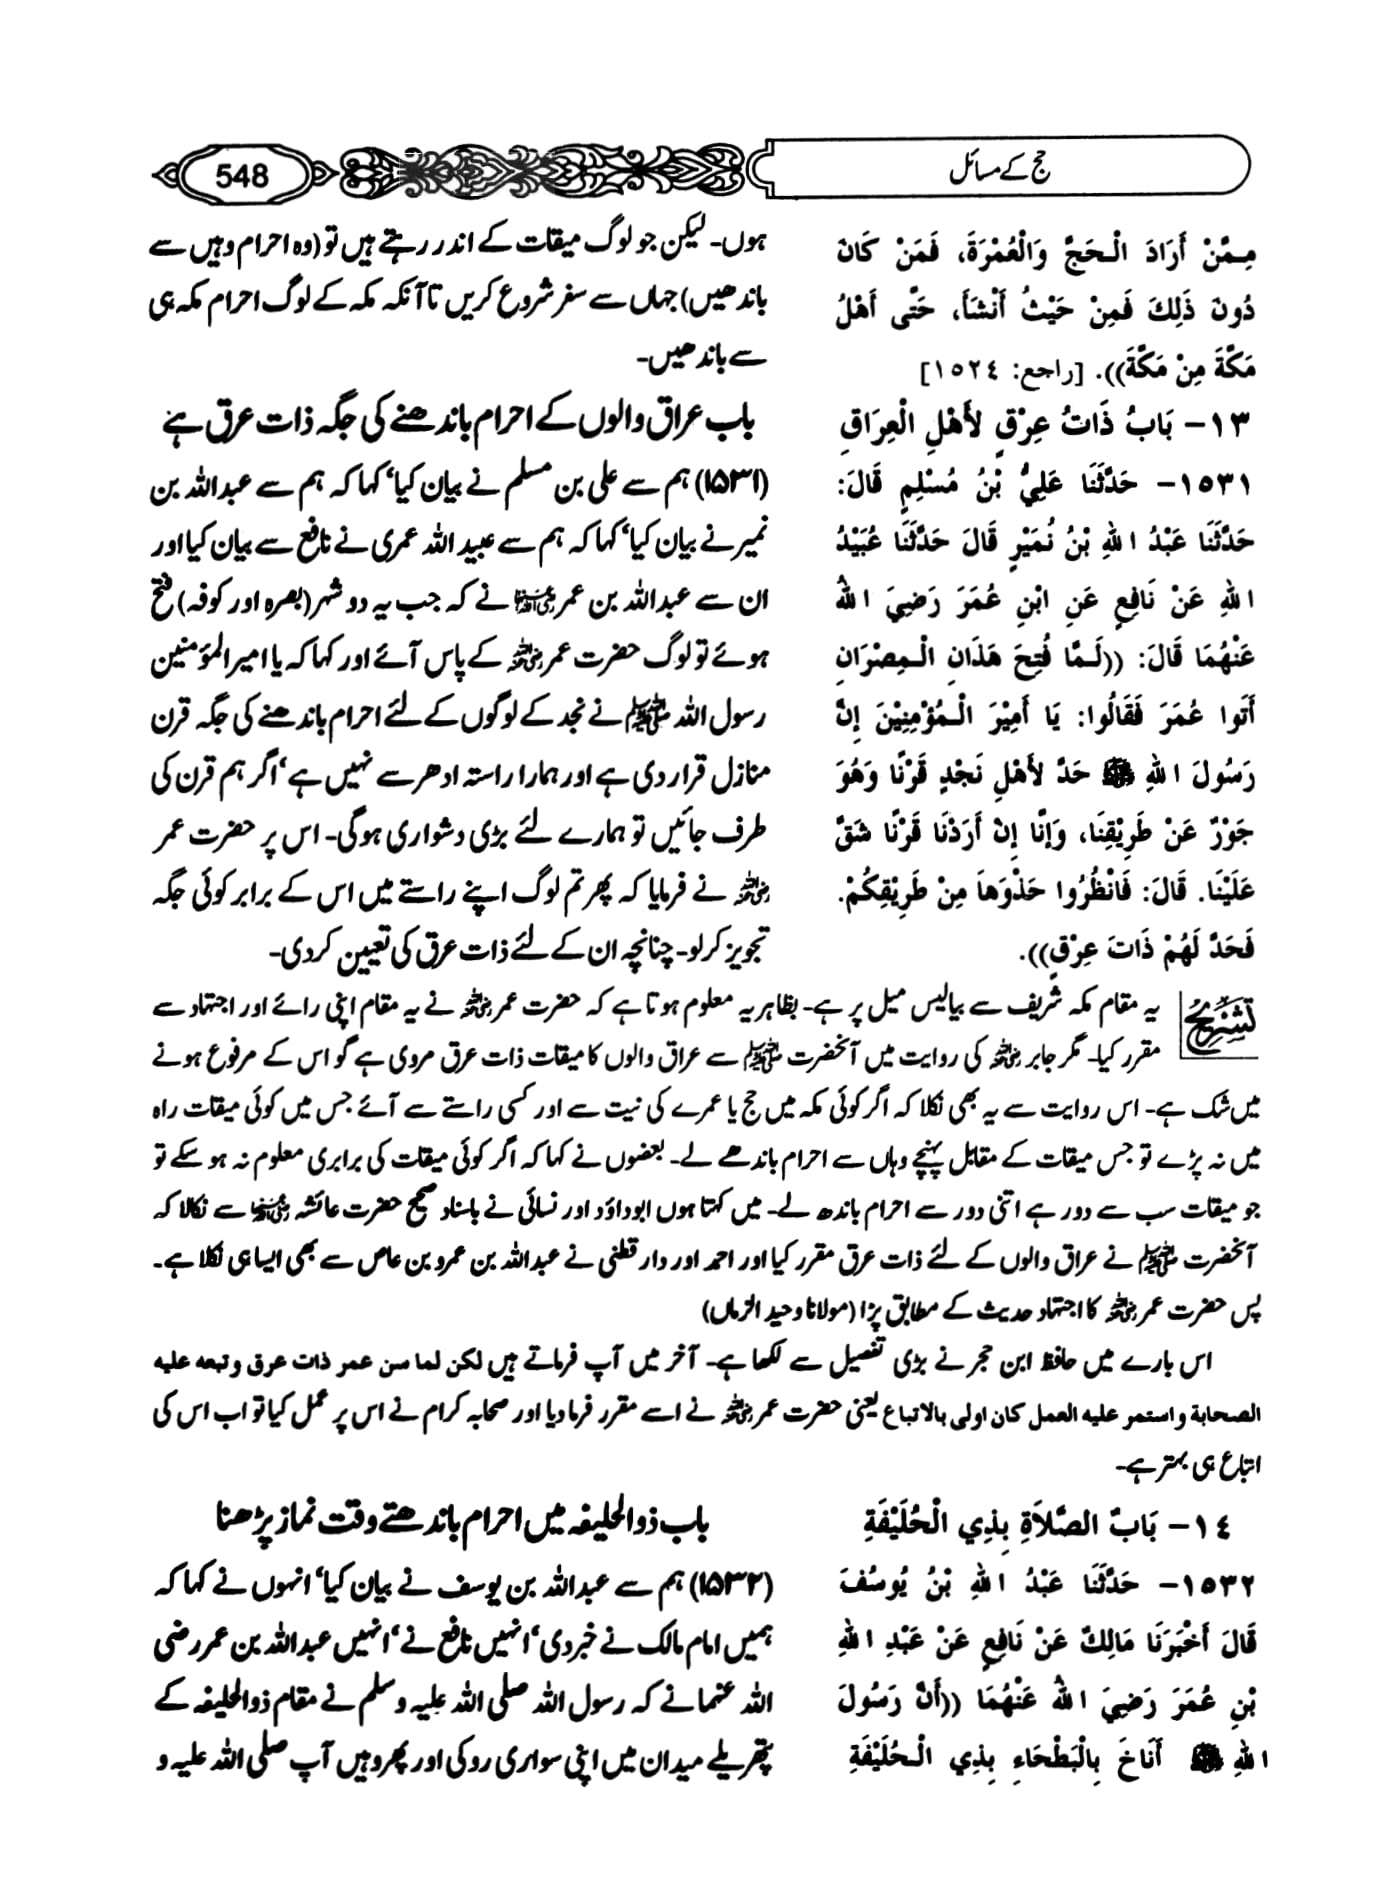 حج کے مسائل
548
مِمَّنْ أَرَادَ الْحَجَّ وَالْعُمْرَةَ، فَمَنْ كَانَ
دُونَ ذَلِكَ فَمِنْ حَيْثُ أَنْشَأَ، حَتَّى أَهْلُ
مَكَّةَ مِنْ مَكَّةَ)). [راجع: ١٥٢٤]
١٣- بَابُ ذَاتُ عِرْقٍ لأَهْلِ الْعِرَاقِ
١٥٣١- حَدَّثَنَا عَلِيُّ بْنُ مُسْلِمٍ قَالَ:
حَدَّثَنَا عَبْدُ اللهِ بْنُ نُمَيْرٍ قَالَ حَدَّثَنَا عُبَيْدُ
اللهِ عَنْ نَافِعٍ عَنِ ابْنِ عُمَرَ رَضِيَ اللهُ
عَنْهُمَا قَالَ: ((لَمَّا فُتِحَ هَذَانِ الْمِصْرَانِ
أَتَوا عُمَرَ فَقَالُوا: يَا أَمِيْرَ الْمُؤْمِنِيْنَ إِنَّ
رَسُولَ اللهِ ﷺ حَدَّ لأَهْلِ نَجْدٍ قَرْنًا وَهُوَ
جَوْرٌ عَنْ طَرِيْقِنَا، وَإِنَّا إِنْ أَرَدْنَا قَرْنًا شَقَّ
عَلَيْنَا. قَالَ: فَانْظُرُوا حَذْوَهَا مِنْ طَرِيْقِكُمْ.
فَحَدَّ لَهُمْ ذَاتَ عِرْقٍ)).
ہوں۔ لیکن جو لوگ میقات کے اندر رہتے ہیں تو (وہ احرام وہیں سے
باندھیں) جہاں سے سفر شروع کریں تاآنکہ مکہ کے لوگ احرام مکہ ہی
سے باندھیں۔
باب عراق والوں کے احرام باندھنے کی جگہ ذات عرق ہے
(۱۵۳۱) ہم سے علی بن مسلم نے بیان کیا‘ کہا کہ ہم سے عبداللہ بن
نمیر نے بیان کیا‘ کہا کہ ہم سے عبید اللہ عمری نے نافع سے بیان کیا اور
ان سے عبداللہ بن عمر رضی اللہ عنہما نے کہ جب یہ دو شہر (بصرہ اور کوفہ) فتح
ہوئے تو لوگ حضرت عمر رضی اللہ عنہ کے پاس آئے اور کہا کہ یا امیر المؤمنین
رسول اللہ ﷺ نے نجد کے لوگوں کے لئے احرام باندھنے کی جگہ قرن
منازل قرار دی ہے اور ہمارا راستہ ادھر سے نہیں ہے‘ اگر ہم قرن کی
طرف جائیں تو ہمارے لئے بڑی دشواری ہوگی۔ اس پر حضرت عمر
رضی اللہ عنہ نے فرمایا کہ پھر تم لوگ اپنے راستے میں اس کے برابر کوئی جگہ
تجویز کرلو۔ چنانچہ ان کے لئے ذات عرق کی تعیین کردی۔
تشریح
یہ مقام مکہ شریف سے بیالیس میل پر ہے۔ بظاہر یہ معلوم ہوتا ہے کہ حضرت عمر رضی اللہ عنہ نے یہ مقام اپنی رائے اور اجتہاد سے
مقرر کیا۔ مگر جابر رضی اللہ عنہ کی روایت میں آنحضرت ﷺ سے عراق والوں کا میقات ذات عرق مروی ہے گو اس کے مرفوع ہونے
میں شک ہے۔ اس روایت سے یہ بھی نکلا کہ اگر کوئی مکہ میں حج یا عمرے کی نیت سے اور کسی راستے سے آئے جس میں کوئی میقات راہ
میں نہ پڑے تو جس میقات کے مقابل پہنچے وہاں سے احرام باندھ لے۔ بعضوں نے کہا کہ اگر کوئی میقات کی برابری معلوم نہ ہو سکے تو
جو میقات سب سے دور ہے اتنی دور سے احرام باندھ لے۔ میں کہتا ہوں ابوداؤد اور نسائی نے باسناد صحیح حضرت عائشہ رضی اللہ عنہا سے نکالا کہ
آنحضرت ﷺ نے عراق والوں کے لئے ذات عرق مقرر کیا اور احمد اور دار قطنی نے عبداللہ بن عمرو بن عاص سے بھی ایسا ہی نکلا ہے۔
پس حضرت عمر رضی اللہ عنہ کا اجتہاد حدیث کے مطابق پڑا (مولانا وحید الزماں)
اس بارے میں حافظ ابن حجر نے بڑی تفصیل سے لکھا ہے۔ آخر میں آپ فرماتے ہیں لکن لما سن عمر ذات عرق و تبعه عليه
الصحابة و استمر عليه العمل كان اولى بالاتباع یعنی حضرت عمر رضی اللہ عنہ نے اسے مقرر فرمادیا اور صحابہ کرام نے اس پر عمل کیا تو اب اس کی
اتباع ہی بہتر ہے۔
١٤- بَابُ الصَّلاَةِ بِذِي الْحُلَيْفَةِ
١٥٣٢- حَدَّثَنَا عَبْدُ اللهِ بْنُ يُوسُفَ
قَالَ أَخْبَرَنَا مَالِكٌ عَنْ نَافِعٍ عَنْ عَبْدِ اللهِ
بْنِ عُمَرَ رَضِيَ اللهُ عَنْهُمَا ((أَنَّ رَسُولَ
اللهِ ﷺ أَنَاخَ بِالْبَطْحَاءِ بِذِي الْحُلَيْفَةِ
باب ذوالحلیفہ میں احرام باندھتے وقت نماز پڑھنا
(۱۵۳۲) ہم سے عبداللہ بن یوسف نے بیان کیا‘ انہوں نے کہا کہ
ہمیں امام مالک نے خبر دی‘ انہیں نافع نے‘ انہیں عبداللہ بن عمر رضی
اللہ عنہما نے کہ رسول اللہ صلی اللہ علیہ وسلم نے مقام ذوالحلیفہ کے
پتھریلے میدان میں اپنی سواری روکی اور پھر وہیں آپ صلی اللہ علیہ و